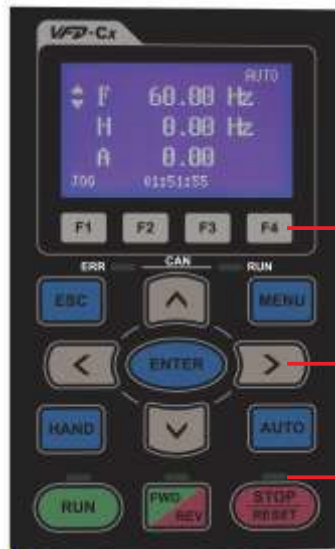 VFD-Cx
AUTO
F 60.00 Hz
H 0.00 Hz
A 0.00
JOG 01:51:55
F1 F2 F3 F4
ERR CAN RUN
ESC MENU
ENTER
HAND AUTO
RUN FWD REV STOP RESET